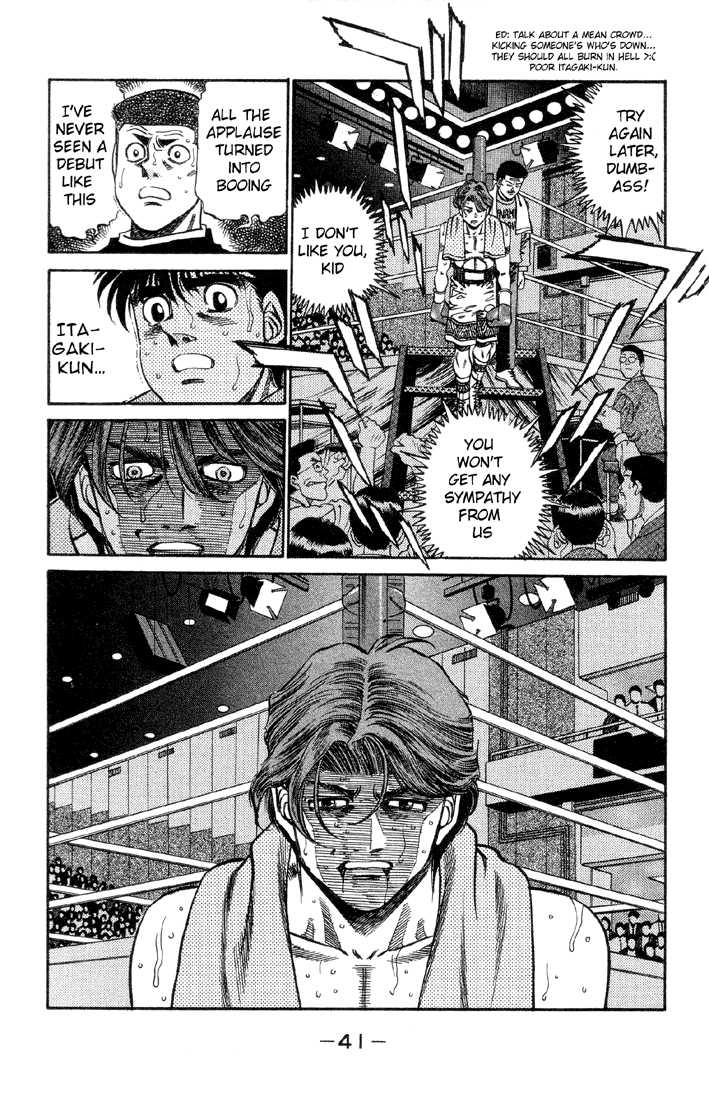 ED: TALK ABOUT A MEAN CROWD...
KICKING SOMEONE'S WHO'S DOWN...
THEY SHOULD ALL BURN IN HELL >:(
POOR ITAGAKI-KUN.
TRY
AGAIN
LATER,
DUMB-
ASS!
I DON'T
LIKE YOU,
KID
YOU
WON'T
GET ANY
SYMPATHY
FROM
US
ALL THE
APPLAUSE
TURNED
INTO
BOOING
I'VE
NEVER
SEEN A
DEBUT
LIKE
THIS
ITA-
GAKI-
KUN...
-41-